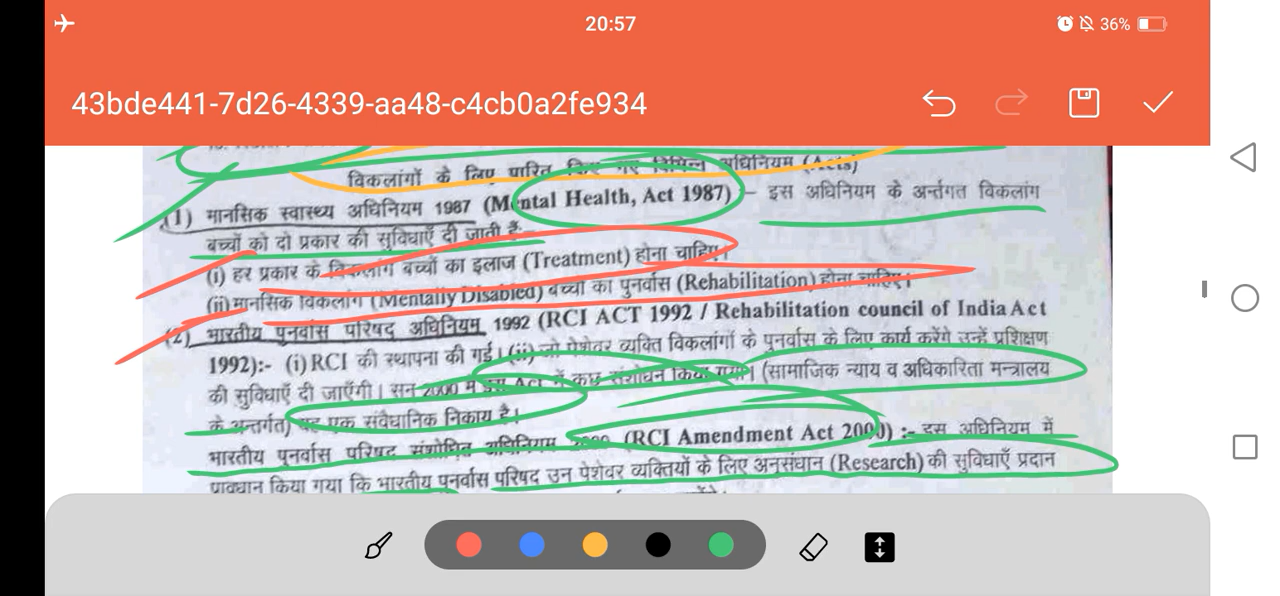 20:57
36%
43bde441-7d26-4339-aa48-c4cb0a2fe934
विकलांगों के लिए पारित किए गए विभिन्न अधिनियम (Acts)
(1) मानसिक स्वास्थ्य अधिनियम 1987 (Mental Health, Act 1987) – इस अधिनियम के अर्न्तगत विकलांग
बच्चों को दो प्रकार की सुविधाएँ दी जाती हैं:
(i) हर प्रकार के विकलांग बच्चों का इलाज (Treatment) होना चाहिए।
(ii) मानसिक विकलांग (Mentally Disabled) बच्चों का पुनर्वास (Rehabilitation) होना चाहिए।
(2) भारतीय पुनर्वास परिषद अधिनियम 1992 (RCI ACT 1992 / Rehabilitation council of India Act
1992):- (i) RCI की स्थापना की गई। (ii) जो पेशेवर व्यक्ति विकलांगों के पुनर्वास के लिए कार्य करेंगे उन्हें प्रशिक्षण
की सुविधाएँ दी जाएँगी। सन 2000 में इस Act में कुछ संशोधन किया गया। (सामाजिक न्याय व अधिकारिता मन्त्रालय
के अन्तर्गत) यह एक संवैधानिक निकाय है।
भारतीय पुनर्वास परिषद संशोधित अधिनियम 2000 (RCI Amendment Act 2000) :- इस अधिनियम में
प्रावधान किया गया कि भारतीय पुनर्वास परिषद उन पेशेवर व्यक्तियों के लिए अनुसंधान (Research) की सुविधाएँ प्रदान